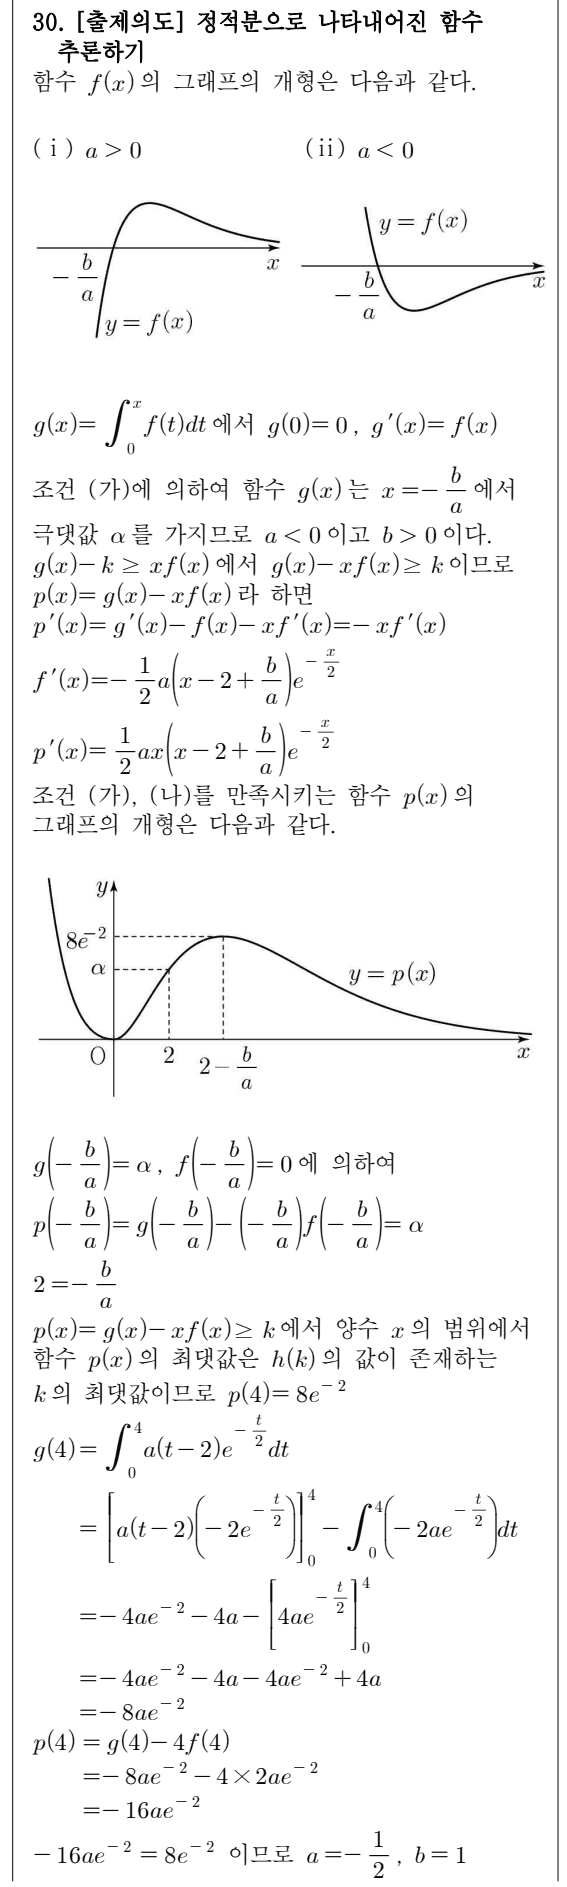 30. [출제의도] 정적분으로 나타내어진 함수
추론하기
함수 f(x)의 그래프의 개형은 다음과 같다.
(ⅰ) a > 0 (ⅱ) a < 0
y = f(x)
x
− b/a
y = f(x)
y = f(x)
x
− b/a
g(x) = ∫₀ˣ f(t)dt 에서 g(0) = 0, g′(x) = f(x)
조건 (가)에 의하여 함수 g(x)는 x = − b/a 에서
극댓값 α를 가지므로 a < 0이고 b > 0이다.
g(x) − k ≥ xf(x)에서 g(x) − xf(x) ≥ k이므로
p(x) = g(x) − xf(x)라 하면
p′(x) = g′(x) − f(x) − xf′(x) = − xf′(x)
f′(x) = − 1/2 a(x − 2 + b/a)e^(−x/2)
p′(x) = 1/2 ax(x − 2 + b/a)e^(−x/2)
조건 (가), (나)를 만족시키는 함수 p(x)의
그래프의 개형은 다음과 같다.
y
8e⁻²
α
y = p(x)
O 2 2 − b/a x
g(− b/a) = α, f(− b/a) = 0에 의하여
p(− b/a) = g(− b/a) − (− b/a)f(− b/a) = α
2 = − b/a
p(x) = g(x) − xf(x) ≥ k에서 양수 x의 범위에서
함수 p(x)의 최댓값은 h(k)의 값이 존재하는
k의 최댓값이므로 p(4) = 8e⁻²
g(4) = ∫₀⁴ a(t − 2)e^(−t/2) dt
= [a(t − 2)(− 2e^(−t/2))]₀⁴ − ∫₀⁴ (− 2ae^(−t/2))dt
= − 4ae⁻² − 4a − [4ae^(−t/2)]₀⁴
= − 4ae⁻² − 4a − 4ae⁻² + 4a
= − 8ae⁻²
p(4) = g(4) − 4f(4)
= − 8ae⁻² − 4 × 2ae⁻²
= − 16ae⁻²
− 16ae⁻² = 8e⁻² 이므로 a = − 1/2, b = 1